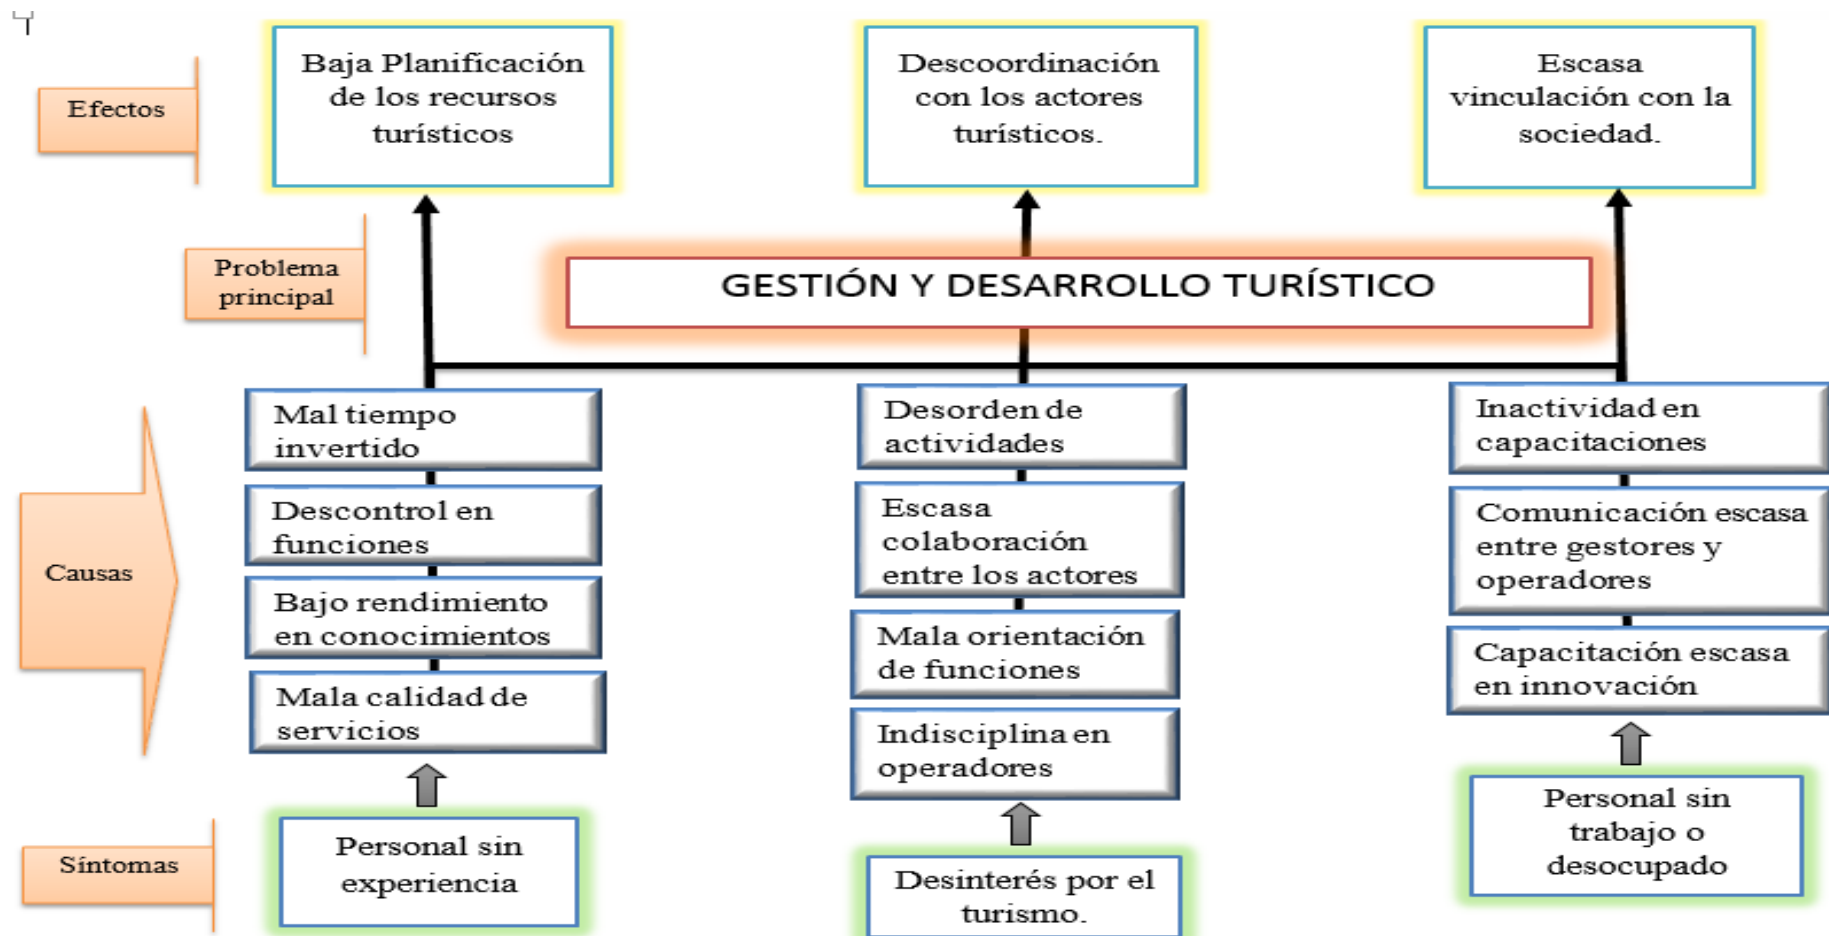 Efectos
Baja Planificación
de los recursos
turísticos
Descoordinación
con los actores
turísticos.
Escasa
vinculación con la
sociedad.
Problema
principal
GESTIÓN Y DESARROLLO TURÍSTICO
Causas
Mal tiempo
invertido
Descontrol en
funciones
Bajo rendimiento
en conocimientos
Mala calidad de
servicios
Desorden de
actividades
Escasa
colaboración
entre los actores
Mala orientación
de funciones
Indisciplina en
operadores
Inactividad en
capacitaciones
Comunicación escasa
entre gestores y
operadores
Capacitación escasa
en innovación
Síntomas
Personal sin
experiencia
Desinterés por el
turismo.
Personal sin
trabajo o
desocupado